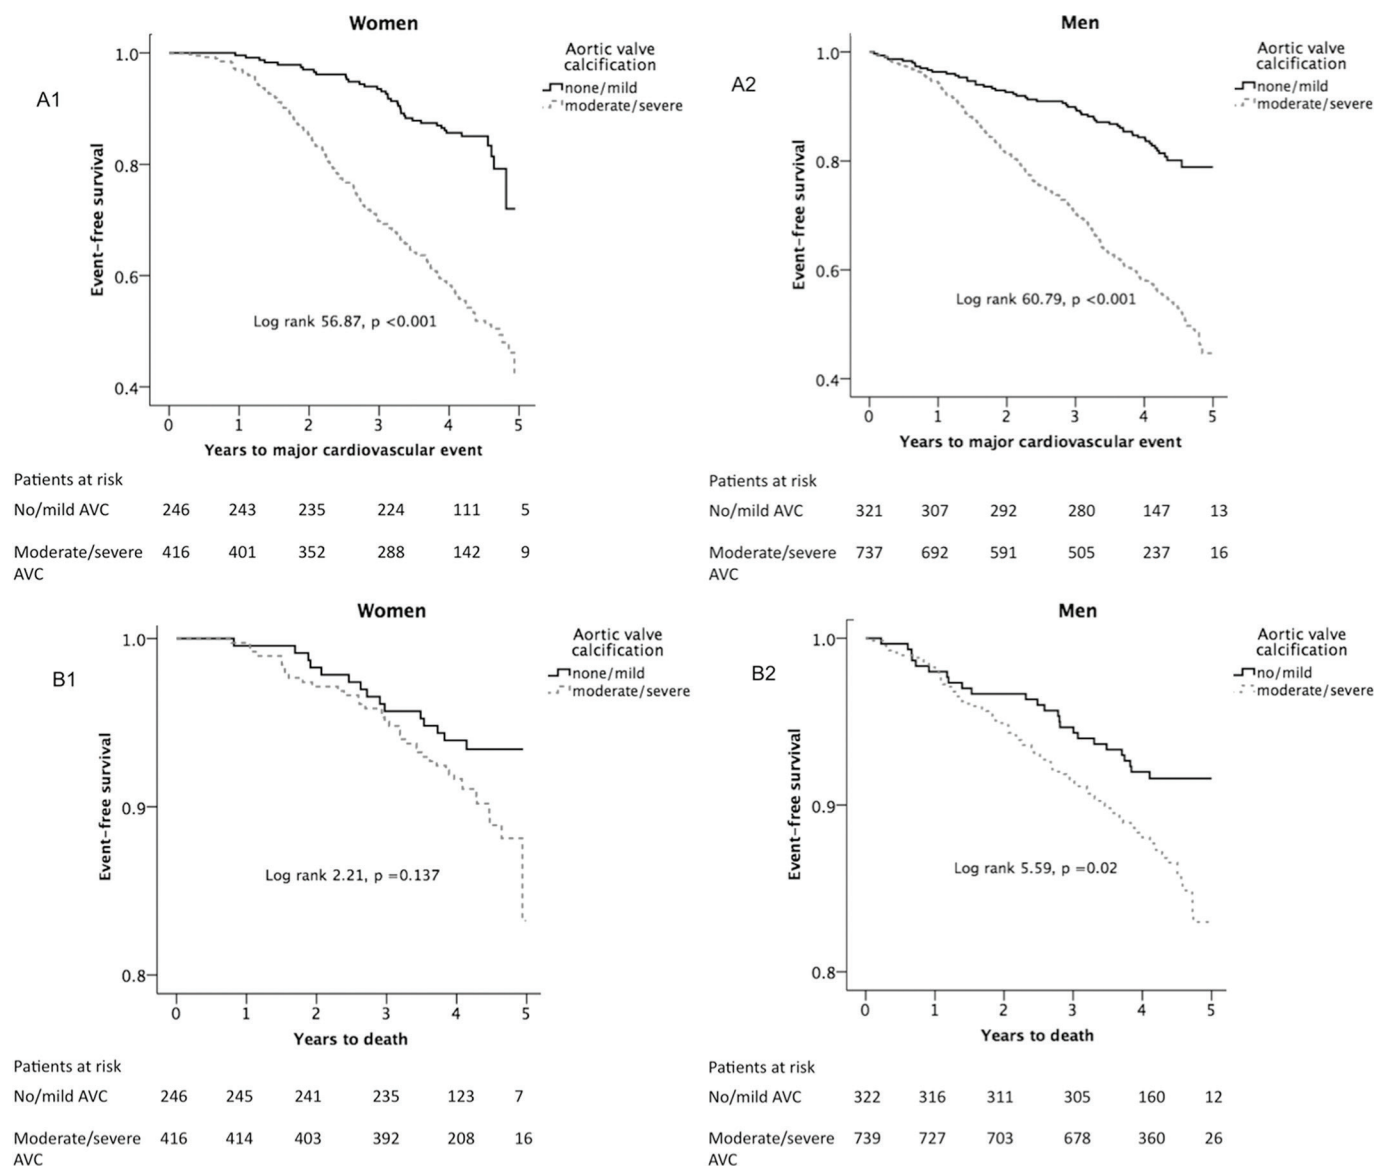 Women
Aortic valve
calcification
none/mild
moderate/severe
A1
Event-free survival
1.0
0.8
0.6
0.4
Log rank 56.87, p <0.001
0 1 2 3 4 5
Years to major cardiovascular event
Patients at risk
No/mild AVC 246 243 235 224 111 5
Moderate/severe 416 401 352 288 142 9
AVC
Men
Aortic valve
calcification
none/mild
moderate/severe
A2
Event-free survival
1.0
0.8
0.6
0.4
Log rank 60.79, p <0.001
0 1 2 3 4 5
Years to major cardiovascular event
Patients at risk
No/mild AVC 321 307 292 280 147 13
Moderate/severe 737 692 591 505 237 16
AVC
Women
Aortic valve
calcification
none/mild
moderate/severe
B1
Event-free survival
1.0
0.9
0.8
Log rank 2.21, p =0.137
0 1 2 3 4 5
Years to death
Patients at risk
No/mild AVC 246 245 241 235 123 7
Moderate/severe 416 414 403 392 208 16
AVC
Men
Aortic valve
calcification
no/mild
moderate/severe
B2
Event-free survival
1.0
0.9
0.8
Log rank 5.59, p =0.02
0 1 2 3 4 5
Years to death
Patients at risk
No/mild AVC 322 316 311 305 160 12
Moderate/severe 739 727 703 678 360 26
AVC